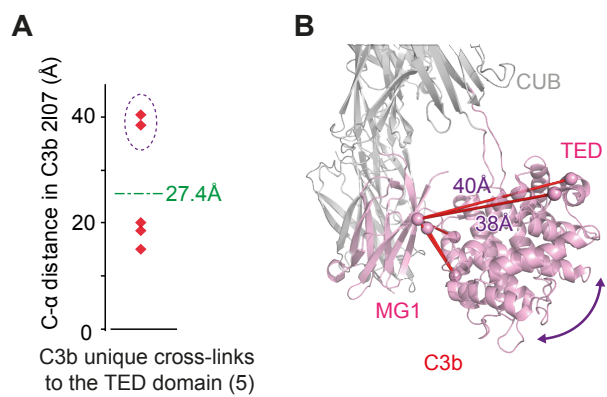 A
C-α distance in C3b 2I07 (Å)
40
20
0
27.4Å
C3b unique cross-links
to the TED domain (5)
B
CUB
TED
40Å
38Å
MG1
C3b